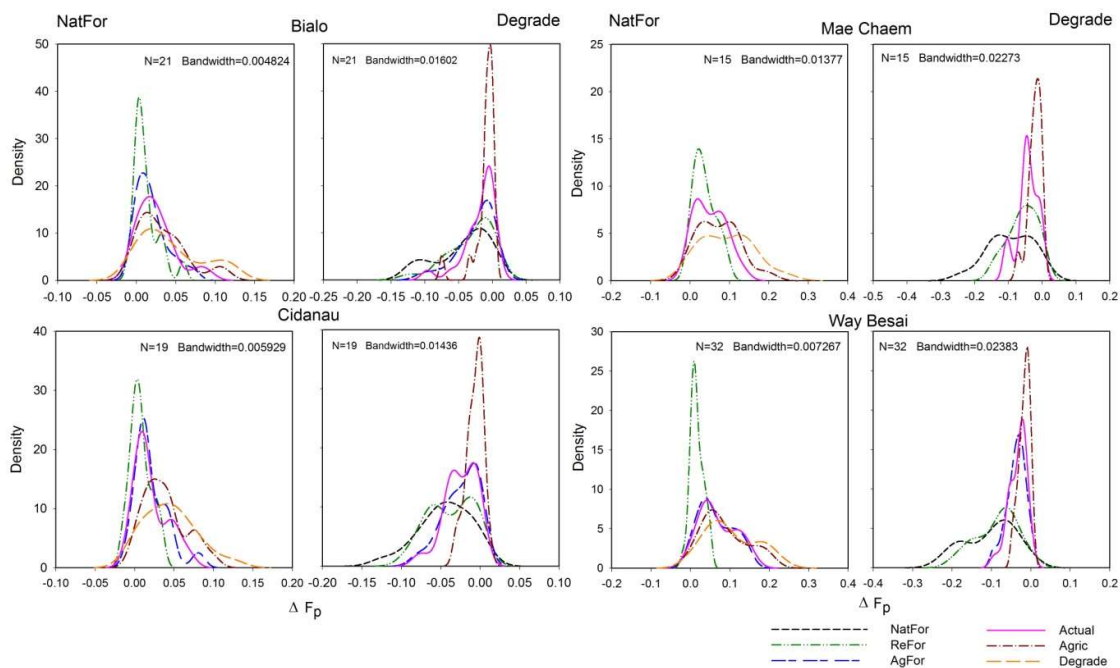 NatFor Bialo Degrade
N=21 Bandwidth=0.004824
N=21 Bandwidth=0.01602
Density
50
40
30
20
10
0
-0.10 -0.05 0.00 0.05 0.10 0.15 0.20
-0.25 -0.20 -0.15 -0.10 -0.05 0.00 0.05 0.10
NatFor Mae Chaem Degrade
N=15 Bandwidth=0.01377
N=15 Bandwidth=0.02273
Density
25
20
15
10
5
0
-0.2 -0.1 0.0 0.1 0.2 0.3 0.4
-0.5 -0.4 -0.3 -0.2 -0.1 0.0 0.1 0.2
Cidanau
N=19 Bandwidth=0.005929
N=19 Bandwidth=0.01436
Density
40
30
20
10
0
-0.10 -0.05 0.00 0.05 0.10 0.15 0.20
-0.20 -0.15 -0.10 -0.05 0.00 0.05 0.10
Δ Fp
Way Besai
N=32 Bandwidth=0.007267
N=32 Bandwidth=0.02383
Density
30
25
20
15
10
5
0
-0.2 -0.1 0.0 0.1 0.2 0.3 0.4
-0.4 -0.3 -0.2 -0.1 0.0 0.1 0.2
Δ Fp
NatFor
ReFor
AgFor
Actual
Agric
Degrade